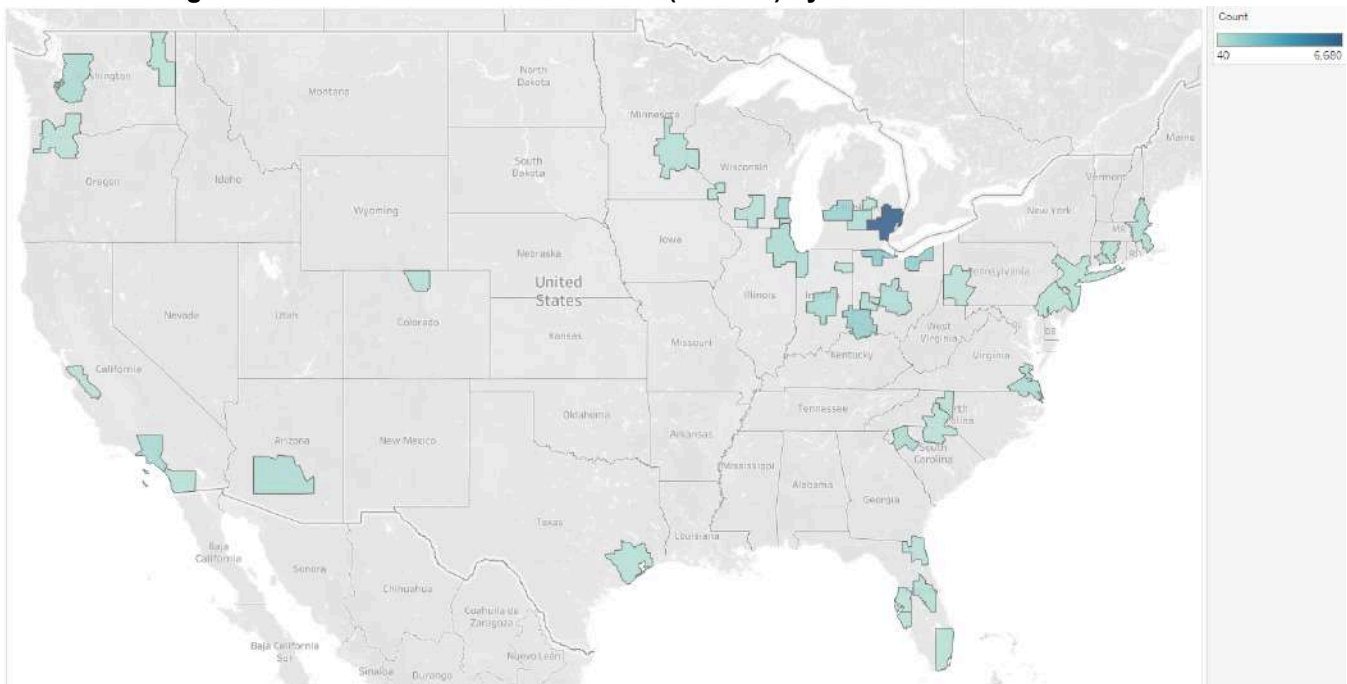 Count
40 6,680
Washington
Montana
North
Dakota
Minnesota
Maine
Oregon
Idaho
South
Dakota
Wisconsin
Vermont
Wyoming
New York
Iowa
Nebraska
Pennsylvania
Nevada
Utah
United
States
Illinois
Colorado
Kansas
Missouri
West
Virginia
DE
California
Kentucky
Virginia
Arizona
New Mexico
Oklahoma
Tennessee
Arkansas
South
Carolina
Mississippi
Alabama
Georgia
Texas
Louisiana
Baja
California
Sonora
Chihuahua
Coahuila de
Zaragoza
Baja California
Sur
Nuevo León
Sinaloa
Durango